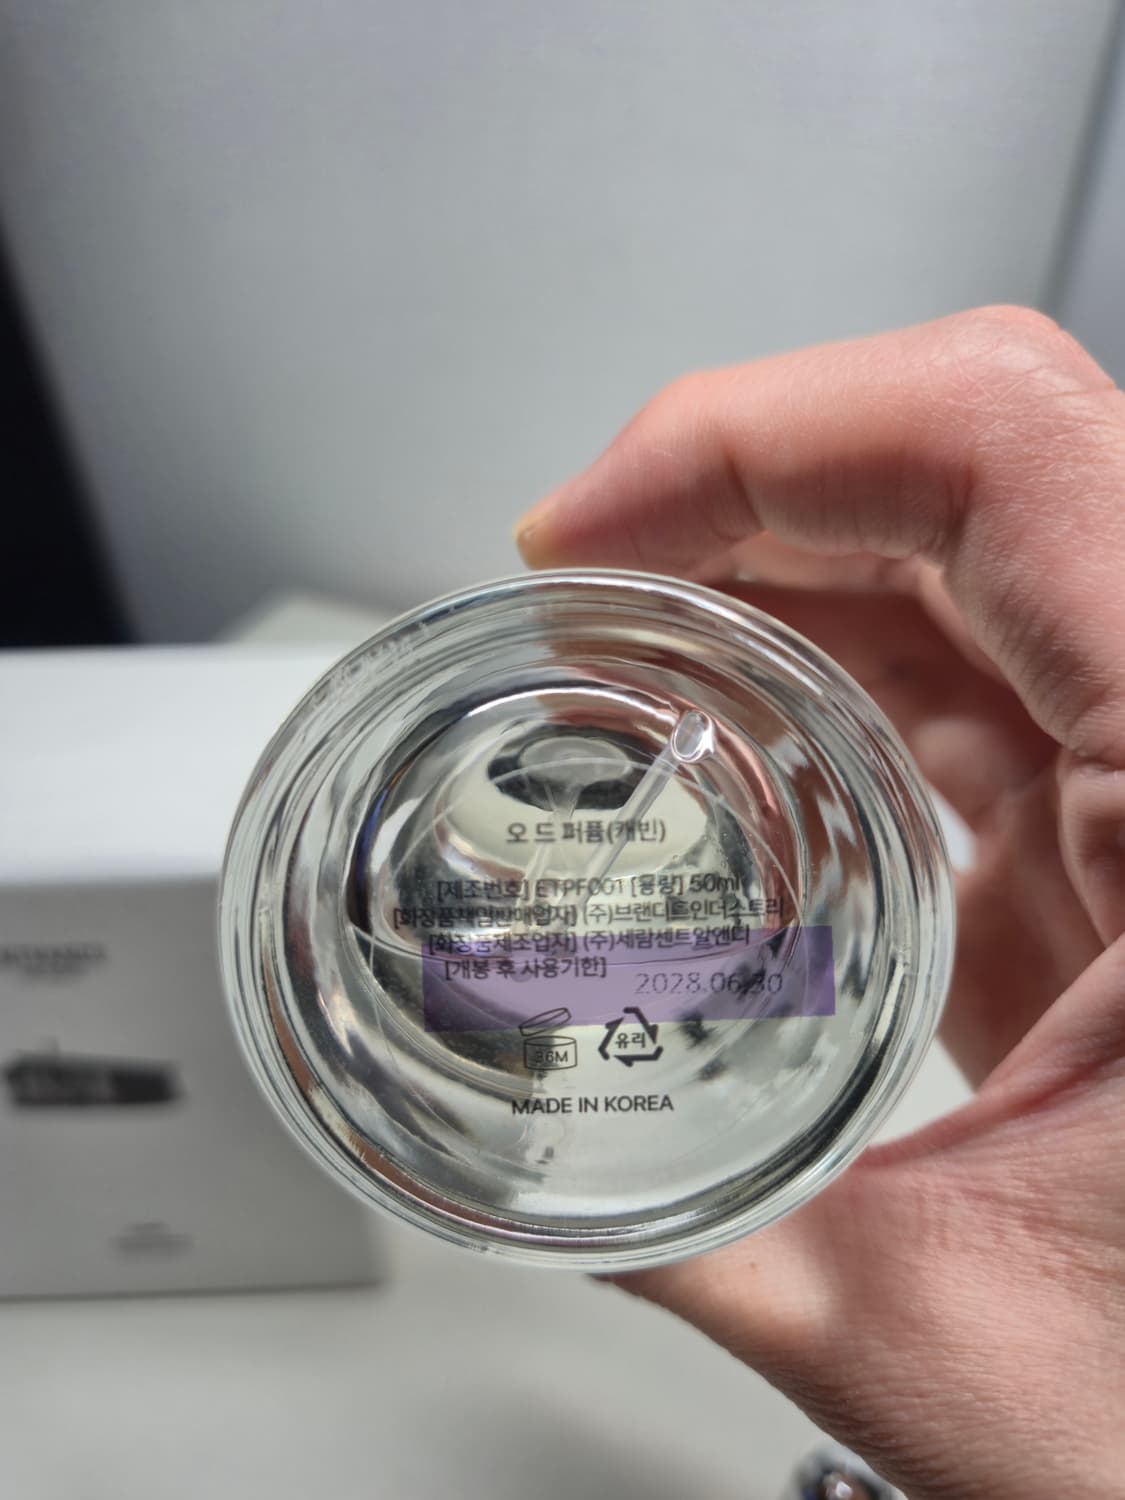 오 드 퍼퓸(캐빈)
[제조번호] ETPF001 [용량] 50ml
[화장품책임판매업자] (주)브랜디드인더스트리
[화장품제조업자] (주)세람센트알앤디
[개봉 후 사용기한] 2028.06.30
36M 유리
MADE IN KOREA